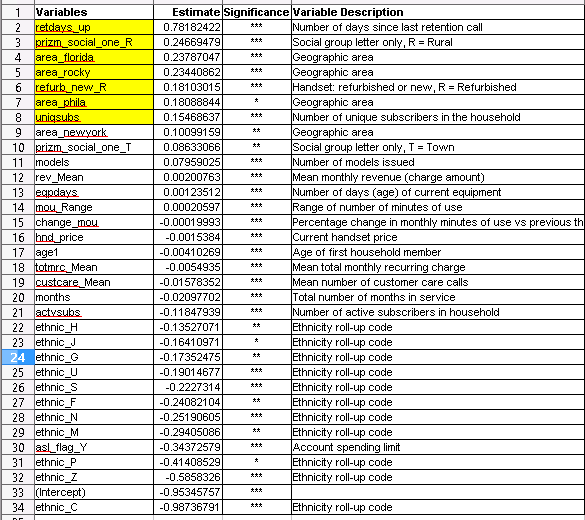 1 Variables Estimate Significance Variable Description
2 retdays_up 0.78182422 *** Number of days since last retention call
3 prizm_social_one_R 0.24669479 *** Social group letter only, R = Rural
4 area_florida 0.23787047 *** Geographic area
5 area_rocky 0.23440862 *** Geographic area
6 refurb_new_R 0.18103015 *** Handset: refurbished or new, R = Refurbished
7 area_phila 0.18088844 * Geographic area
8 uniqsubs 0.15468637 *** Number of unique subscribers in the household
9 area_newyork 0.10099159 ** Geographic area
10 prizm_social_one_T 0.08633066 ** Social group letter only, T = Town
11 models 0.07959025 *** Number of models issued
12 rev_Mean 0.00200763 *** Mean monthly revenue (charge amount)
13 eqpdays 0.00123512 *** Number of days (age) of current equipment
14 mou_Range 0.00020597 *** Range of number of minutes of use
15 change_mou -0.00019993 *** Percentage change in monthly minutes of use vs previous th
16 hnd_price -0.0015384 *** Current handset price
17 age1 -0.00410269 *** Age of first household member
18 totmrc_Mean -0.0054935 *** Mean total monthly recurring charge
19 custcare_Mean -0.01578352 *** Mean number of customer care calls
20 months -0.02097702 *** Total number of months in service
21 actvsubs -0.11847939 *** Number of active subscribers in household
22 ethnic_H -0.13527071 ** Ethnicity roll-up code
23 ethnic_J -0.16410971 * Ethnicity roll-up code
24 ethnic_G -0.17352475 ** Ethnicity roll-up code
25 ethnic_U -0.19014677 *** Ethnicity roll-up code
26 ethnic_S -0.2227314 *** Ethnicity roll-up code
27 ethnic_F -0.24082104 ** Ethnicity roll-up code
28 ethnic_N -0.25190605 *** Ethnicity roll-up code
29 ethnic_M -0.29405086 ** Ethnicity roll-up code
30 asl_flag_Y -0.34372579 *** Account spending limit
31 ethnic_P -0.41408529 * Ethnicity roll-up code
32 ethnic_Z -0.5858326 *** Ethnicity roll-up code
33 (Intercept) -0.95345757 ***
34 ethnic_C -0.98736791 *** Ethnicity roll-up code